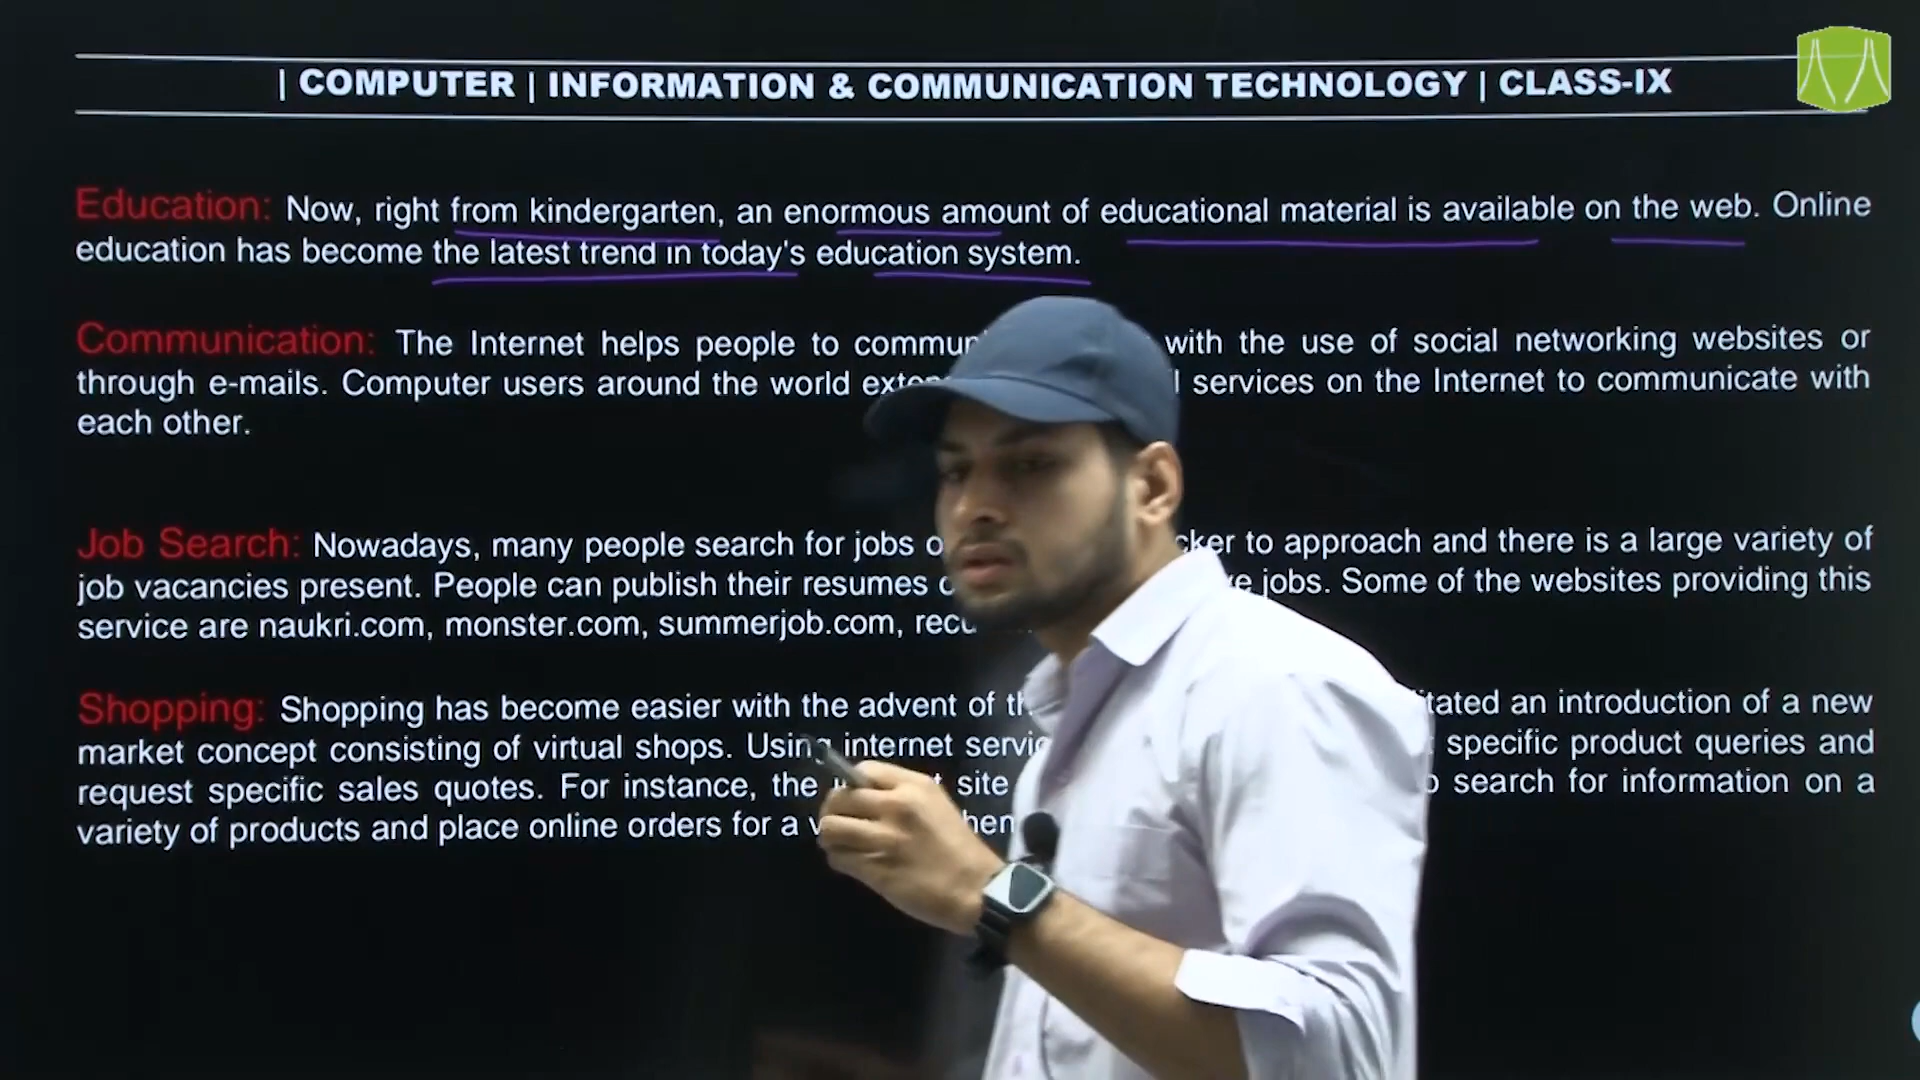 | COMPUTER | INFORMATION & COMMUNICATION TECHNOLOGY | CLASS-IX
Education: Now, right from kindergarten, an enormous amount of educational material is available on the web. Online
education has become the latest trend in today's education system.
Communication: The Internet helps people to with the use of social networking websites or
through e-mails. Computer users around the world services on the Internet to communicate with
each other.
Job Search: Nowadays, many people search for jobs to approach and there is a large variety of
job vacancies present. People can publish their resumes jobs. Some of the websites providing this
service are naukri.com, monster.com, summerjob.com,
Shopping: Shopping has become easier with the advent of an introduction of a new
market concept consisting of virtual shops. Using internet specific product queries and
request specific sales quotes. For instance, the site search for information on a
variety of products and place online orders for a